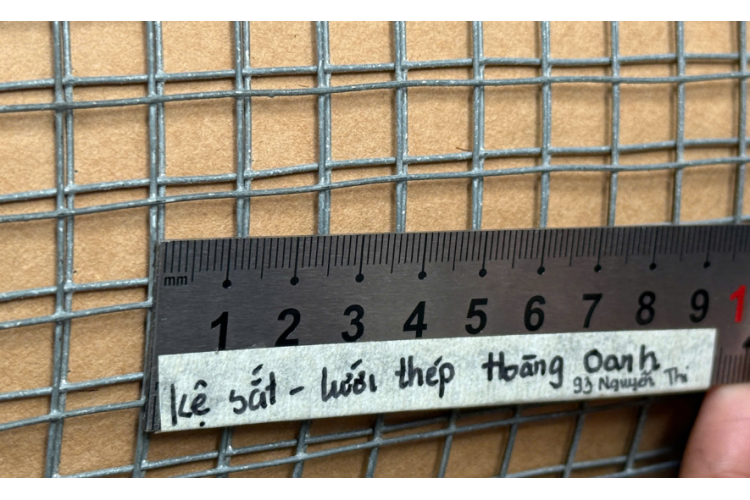 mm
1 2 3 4 5 6 7 8 9 1
Kệ sắt - lưới thép Hoàng Oanh
93 Nguyễn Thị